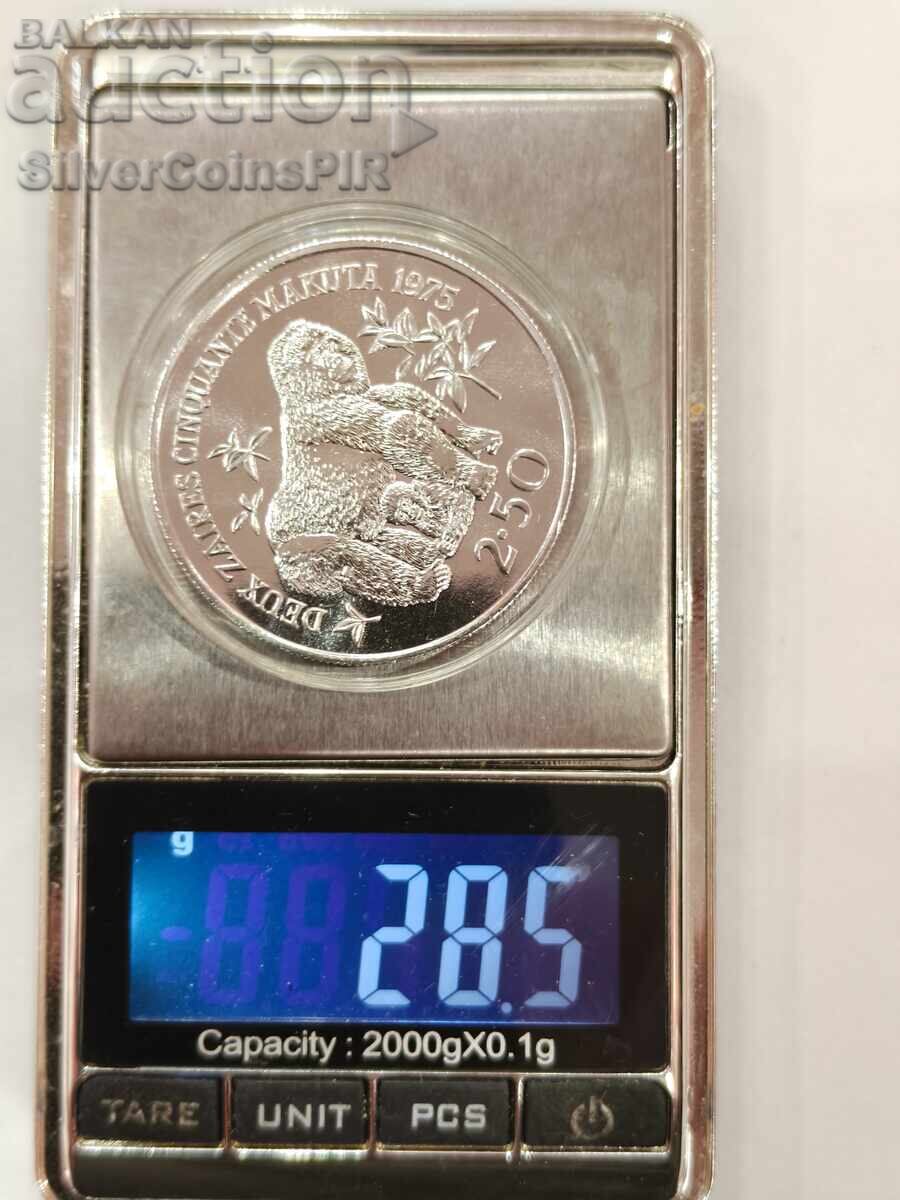 BALKAN
auction
SilverCoinsPIR
DEUX ZAIRES CINQUANTE MAKUTA 1975
2·50
g
28.5
Capacity : 2000gX0.1g
TARE
UNIT
PCS